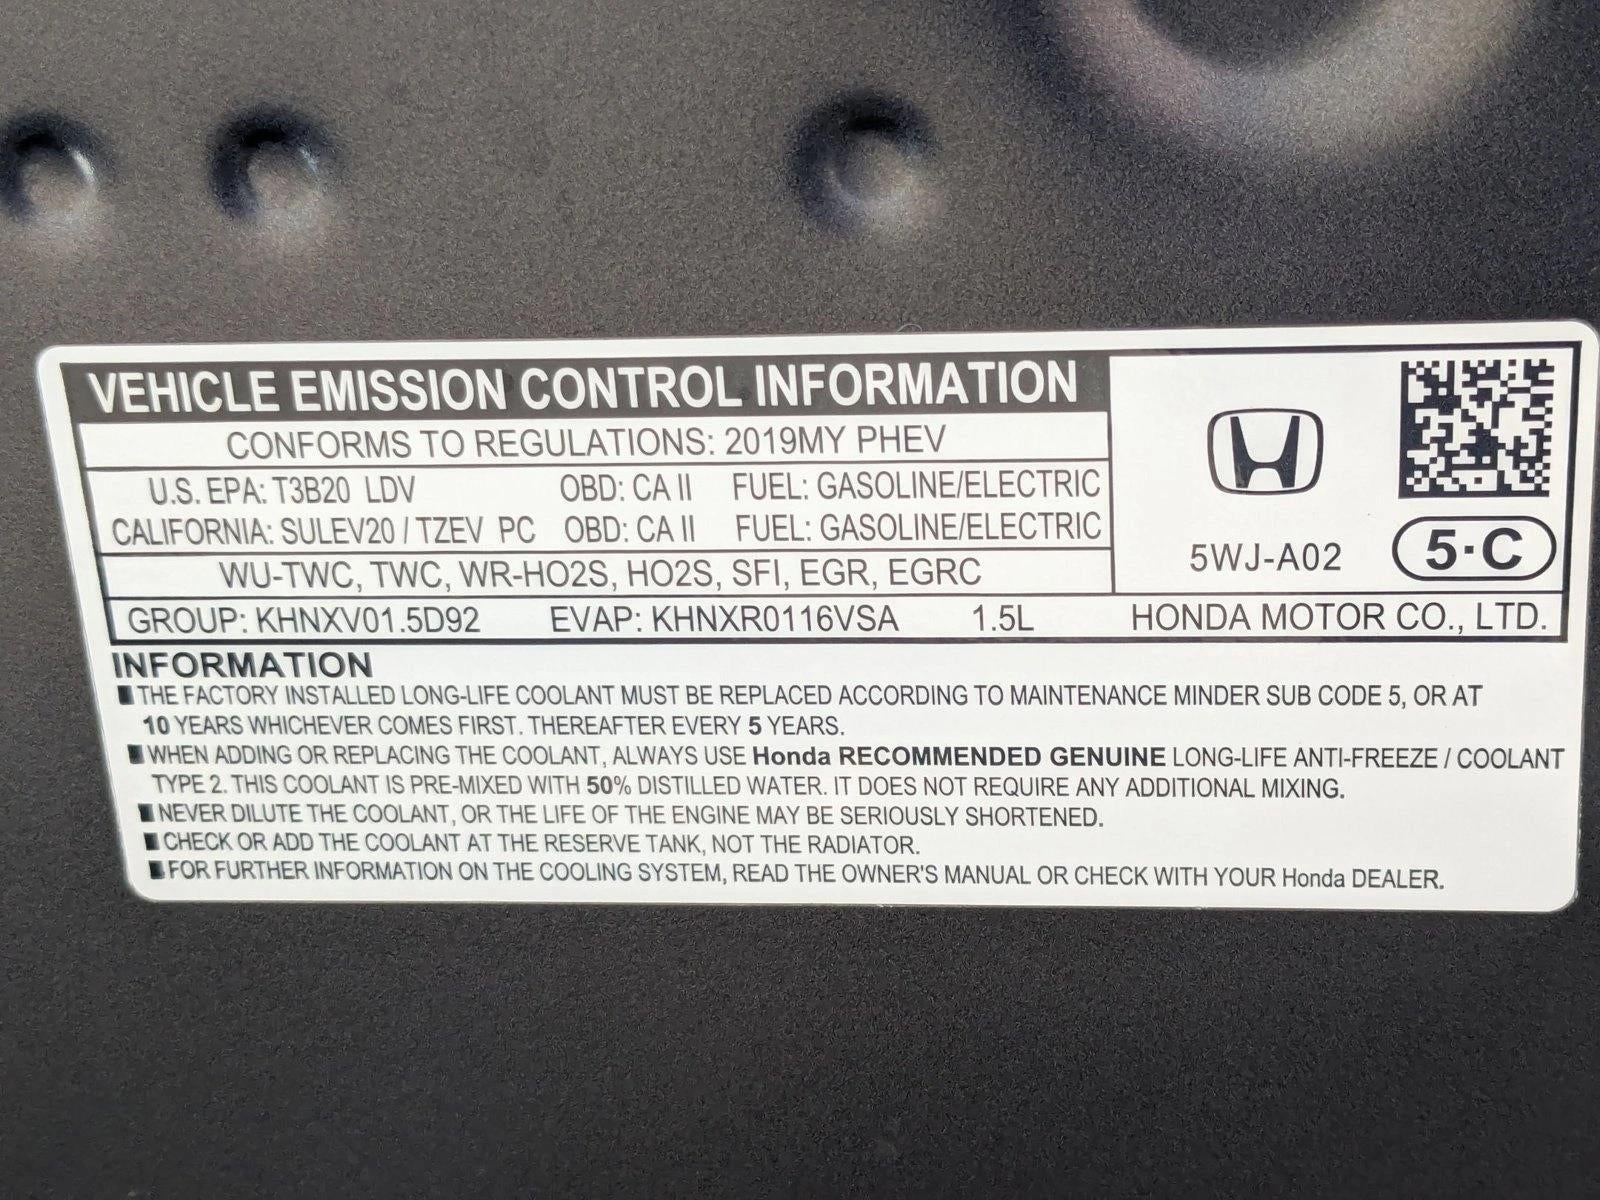 VEHICLE EMISSION CONTROL INFORMATION
CONFORMS TO REGULATIONS: 2019MY PHEV
U.S. EPA: T3B20 LDV OBD: CA II FUEL: GASOLINE/ELECTRIC
CALIFORNIA: SULEV20 / TZEV PC OBD: CA II FUEL: GASOLINE/ELECTRIC
5WJ-A02 5·C
WU-TWC, TWC, WR-HO2S, HO2S, SFI, EGR, EGRC
GROUP: KHNXV01.5D92 EVAP: KHNXR0116VSA 1.5L HONDA MOTOR CO., LTD.
INFORMATION
■ THE FACTORY INSTALLED LONG-LIFE COOLANT MUST BE REPLACED ACCORDING TO MAINTENANCE MINDER SUB CODE 5, OR AT
10 YEARS WHICHEVER COMES FIRST. THEREAFTER EVERY 5 YEARS.
■ WHEN ADDING OR REPLACING THE COOLANT, ALWAYS USE Honda RECOMMENDED GENUINE LONG-LIFE ANTI-FREEZE / COOLANT
TYPE 2. THIS COOLANT IS PRE-MIXED WITH 50% DISTILLED WATER. IT DOES NOT REQUIRE ANY ADDITIONAL MIXING.
■ NEVER DILUTE THE COOLANT, OR THE LIFE OF THE ENGINE MAY BE SERIOUSLY SHORTENED.
■ CHECK OR ADD THE COOLANT AT THE RESERVE TANK, NOT THE RADIATOR.
■ FOR FURTHER INFORMATION ON THE COOLING SYSTEM, READ THE OWNER'S MANUAL OR CHECK WITH YOUR Honda DEALER.